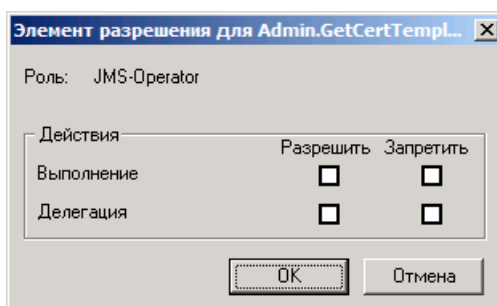 Элемент разрешения для Admin.GetCertTempl...
Роль: JMS-Operator
Действия
Разрешить Запретить
Выполнение
Делегация
OK Отмена